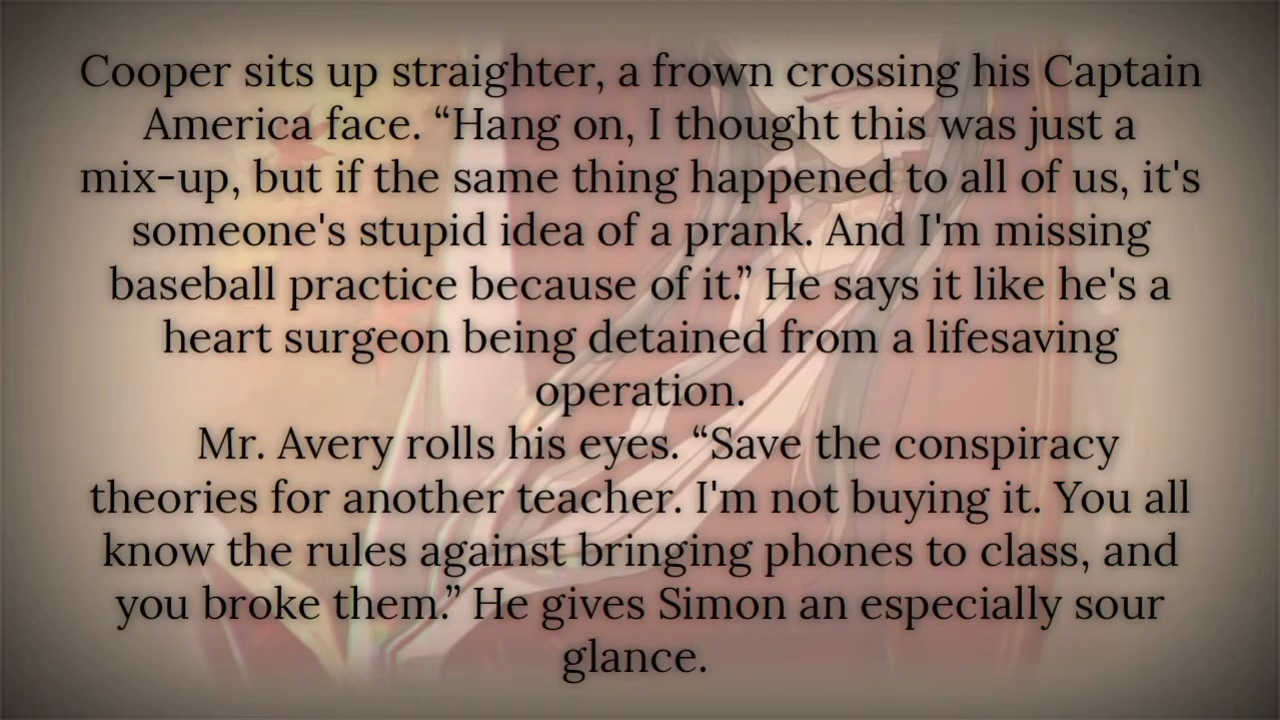 Cooper sits up straighter, a frown crossing his Captain
America face. “Hang on, I thought this was just a
mix-up, but if the same thing happened to all of us, it's
someone's stupid idea of a prank. And I'm missing
baseball practice because of it.” He says it like he's a
heart surgeon being detained from a lifesaving
operation.
Mr. Avery rolls his eyes. “Save the conspiracy
theories for another teacher. I'm not buying it. You all
know the rules against bringing phones to class, and
you broke them.” He gives Simon an especially sour
glance.